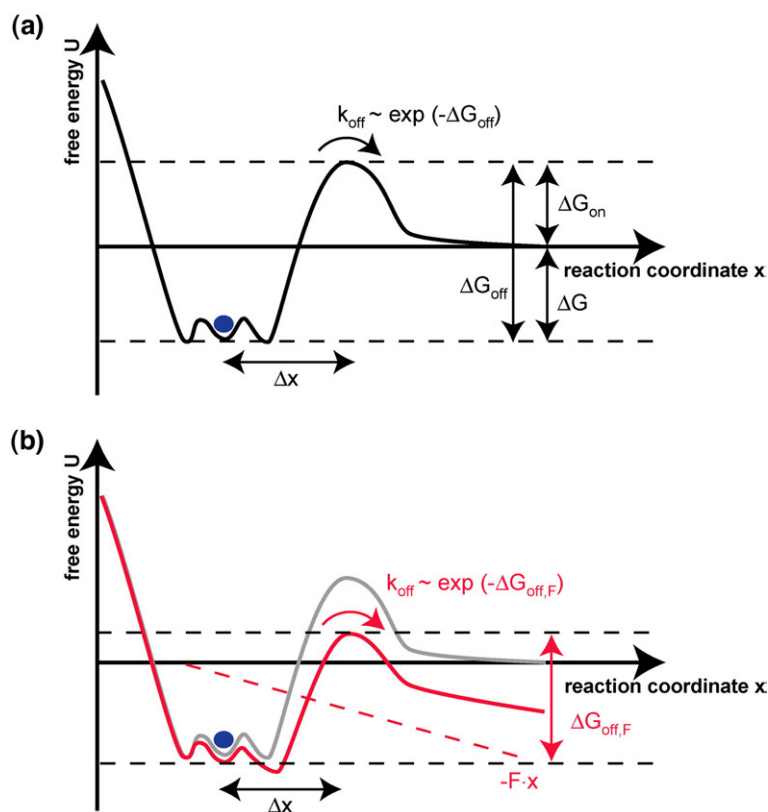 (a)
free energy U
k_off ~ exp (-ΔG_off)
ΔG_on
reaction coordinate x
ΔG_off
ΔG
Δx
(b)
free energy U
k_off ~ exp (-ΔG_off,F)
reaction coordinate x
ΔG_off,F
-F·x
Δx